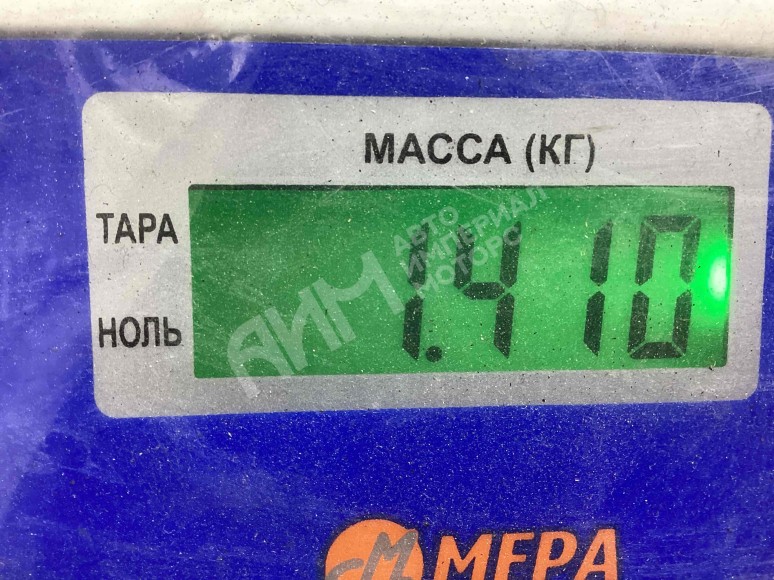 МАССА (КГ)
ТАРА
1.410
НОЛЬ
АИМ
АВТО
ИМПЕРИАЛ
МОТОРС
МЕРА